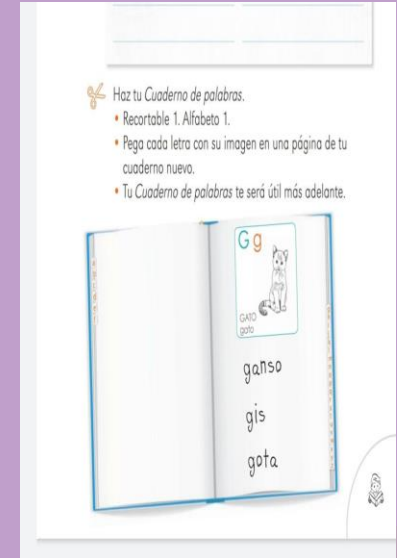 Haz tu Cuaderno de palabras.
• Recortable 1. Alfabeto 1.
• Pega cada letra con su imagen en una página de tu
cuaderno nuevo.
• Tu Cuaderno de palabras te será útil más adelante.
G g
GATO
gato
ganso
gis
gota